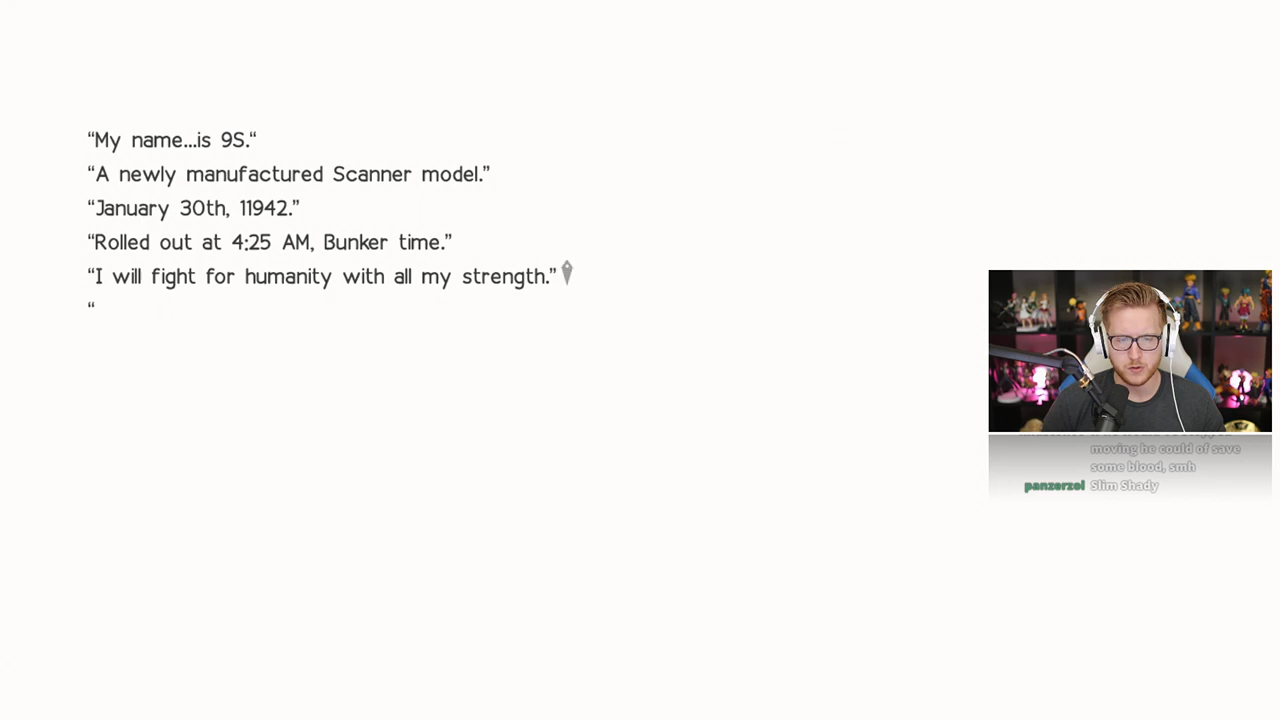 “My name...is 9S.“
“A newly manufactured Scanner model.”
“January 30th, 11942.”
“Rolled out at 4:25 AM, Bunker time.”
“I will fight for humanity with all my strength.”
“
moving he could of save
some blood, smh
panzerzol Slim Shady